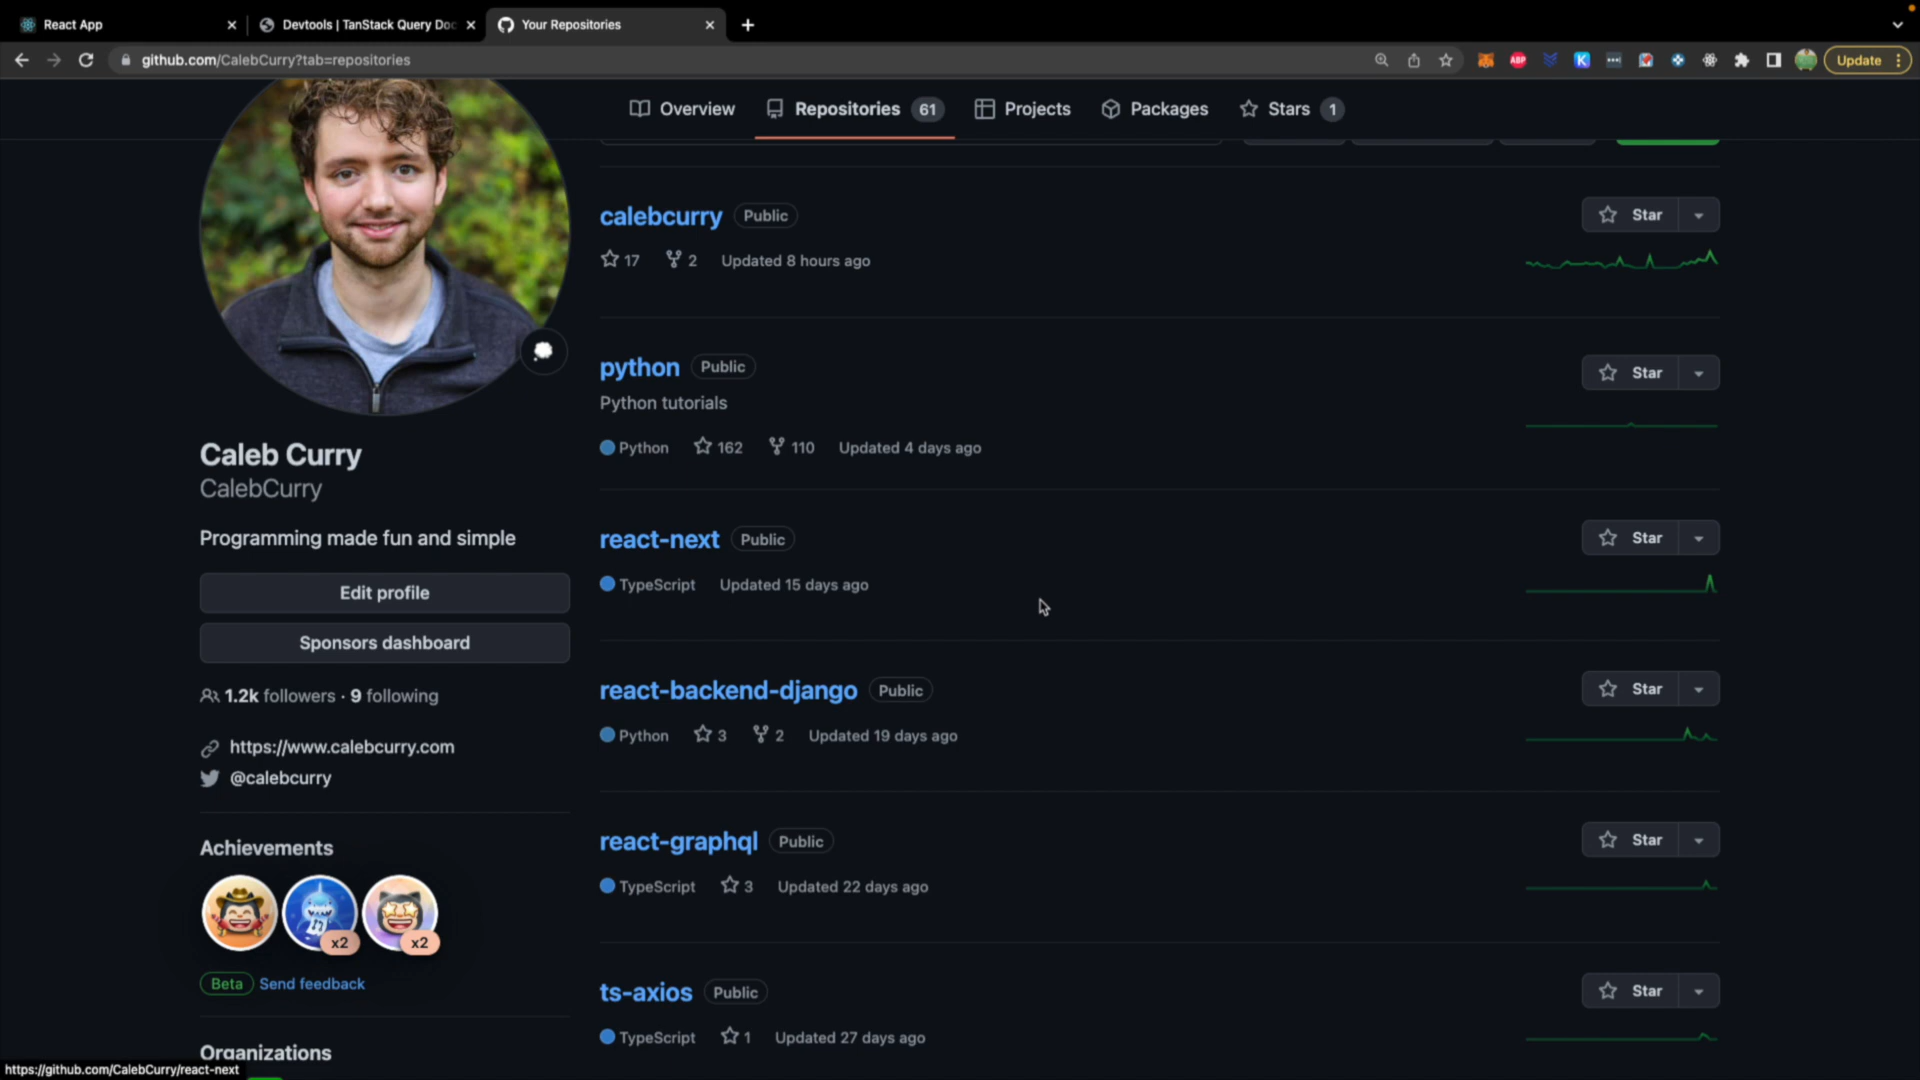 React App
Devtools | TanStack Query Doc
Your Repositories
github.com/CalebCurry?tab=repositories
ABP
K
Update
Overview
Repositories 61
Projects
Packages
Stars 1
calebcurry Public
Star
17 2 Updated 8 hours ago
python Public
Star
Python tutorials
Python 162 110 Updated 4 days ago
Caleb Curry
CalebCurry
Programming made fun and simple
Edit profile
Sponsors dashboard
1.2k followers · 9 following
https://www.calebcurry.com
@calebcurry
Achievements
x2
x2
Beta Send feedback
Organizations
react-next Public
Star
TypeScript Updated 15 days ago
react-backend-django Public
Star
Python 3 2 Updated 19 days ago
react-graphql Public
Star
TypeScript 3 Updated 22 days ago
ts-axios Public
Star
TypeScript 1 Updated 27 days ago
https://github.com/CalebCurry/react-next